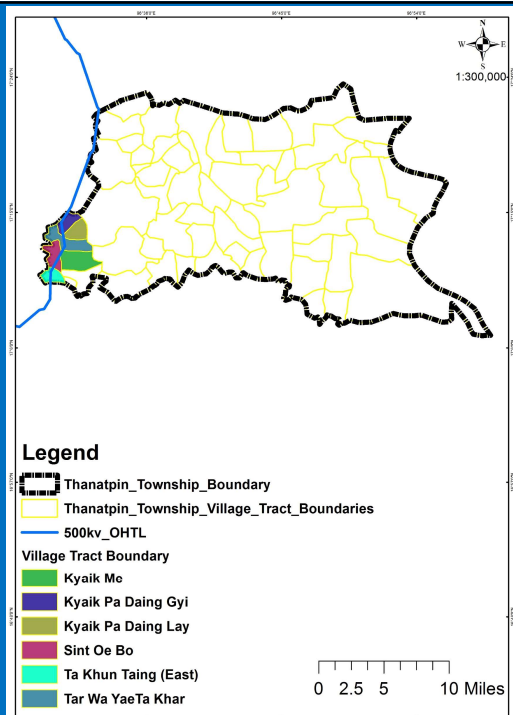 N
W E
S
1:300,000
Legend
Thanatpin_Township_Boundary
Thanatpin_Township_Village_Tract_Boundaries
500kv_OHTL
Village Tract Boundary
Kyaik Me
Kyaik Pa Daing Gyi
Kyaik Pa Daing Lay
Sint Oe Bo
Ta Khun Taing (East)
Tar Wa YaeTa Khar
0 2.5 5 10 Miles